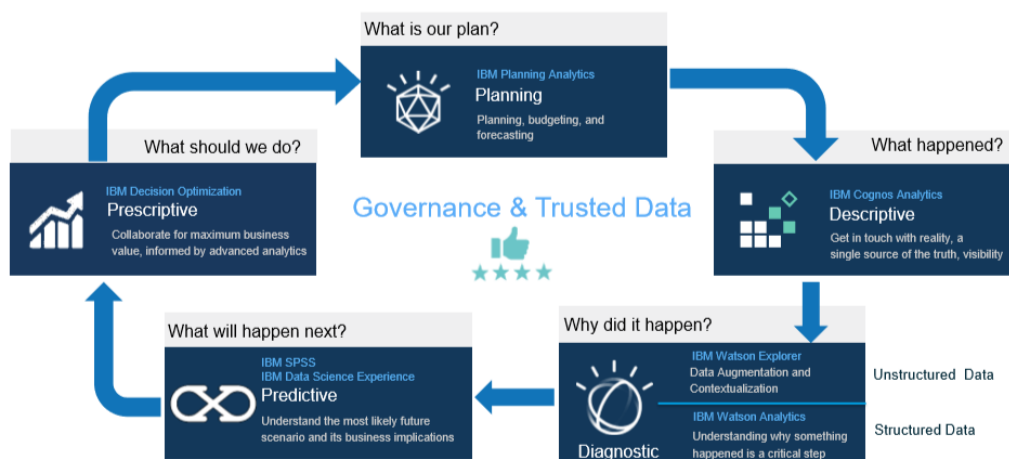 What is our plan?
IBM Planning Analytics
Planning
Planning, budgeting, and
forecasting
What happened?
IBM Cognos Analytics
Descriptive
Get in touch with reality, a
single source of the truth, visibility
Why did it happen?
IBM Watson Explorer
Data Augmentation and
Contextualization
Unstructured Data
IBM Watson Analytics
Understanding why something
happened is a critical step
Structured Data
Diagnostic
What will happen next?
IBM SPSS
IBM Data Science Experience
Predictive
Understand the most likely future
scenario and its business implications
What should we do?
IBM Decision Optimization
Prescriptive
Collaborate for maximum business
value, informed by advanced analytics
Governance & Trusted Data